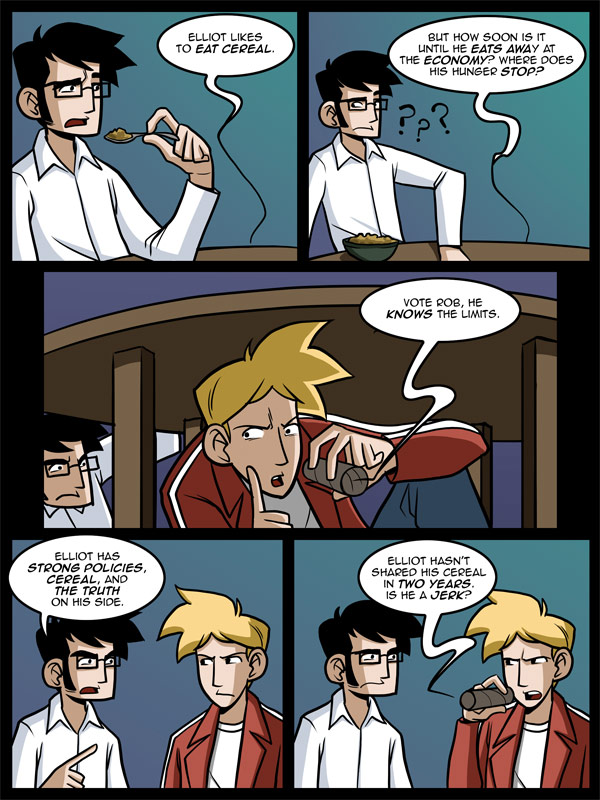 ELLIOT LIKES
TO EAT CEREAL.
BUT HOW SOON IS IT
UNTIL HE EATS AWAY AT
THE ECONOMY? WHERE DOES
HIS HUNGER STOP?
? ? ?
VOTE ROB, HE
KNOWS THE LIMITS.
ELLIOT HAS
STRONG POLICIES,
CEREAL, AND
THE TRUTH
ON HIS SIDE.
ELLIOT HASN'T
SHARED HIS CEREAL
IN TWO YEARS.
IS HE A JERK?